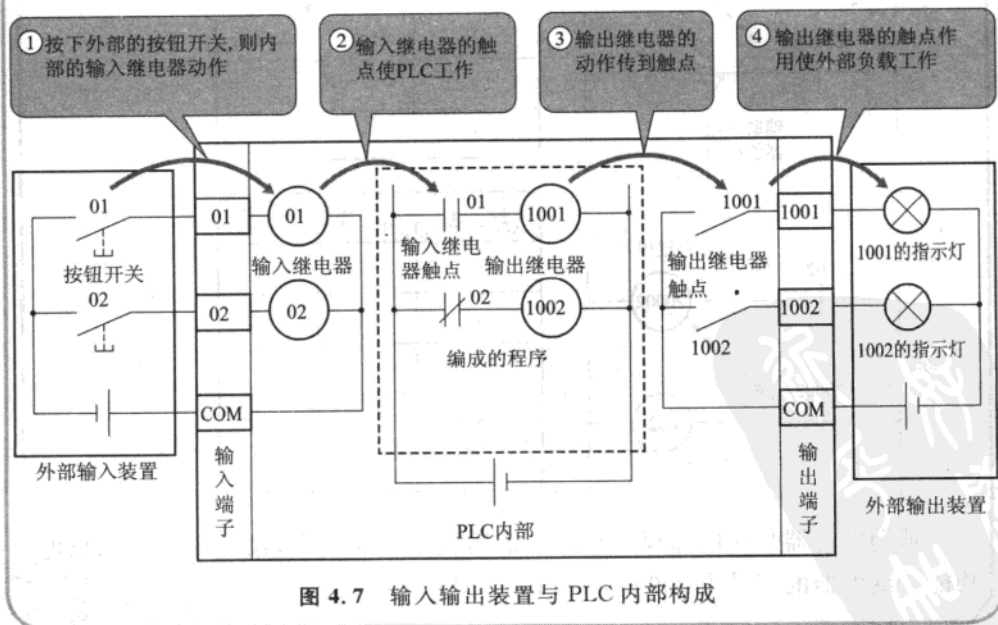 ① 按下外部的按钮开关,则内
部的输入继电器动作
② 输入继电器的触
点使PLC工作
③ 输出继电器的
动作传到触点
④ 输出继电器的触点作
用使外部负载工作
01
按钮开关
02
外部输入装置
01
02
COM
输入端子
01
输入继电器
02
01
输入继电
器触点
1001
输出继电器
02
1002
编成的程序
PLC内部
1001
输出继电器
触点
1002
1001
1002
COM
输出端子
1001的指示灯
1002的指示灯
外部输出装置
图 4.7 输入输出装置与 PLC 内部构成